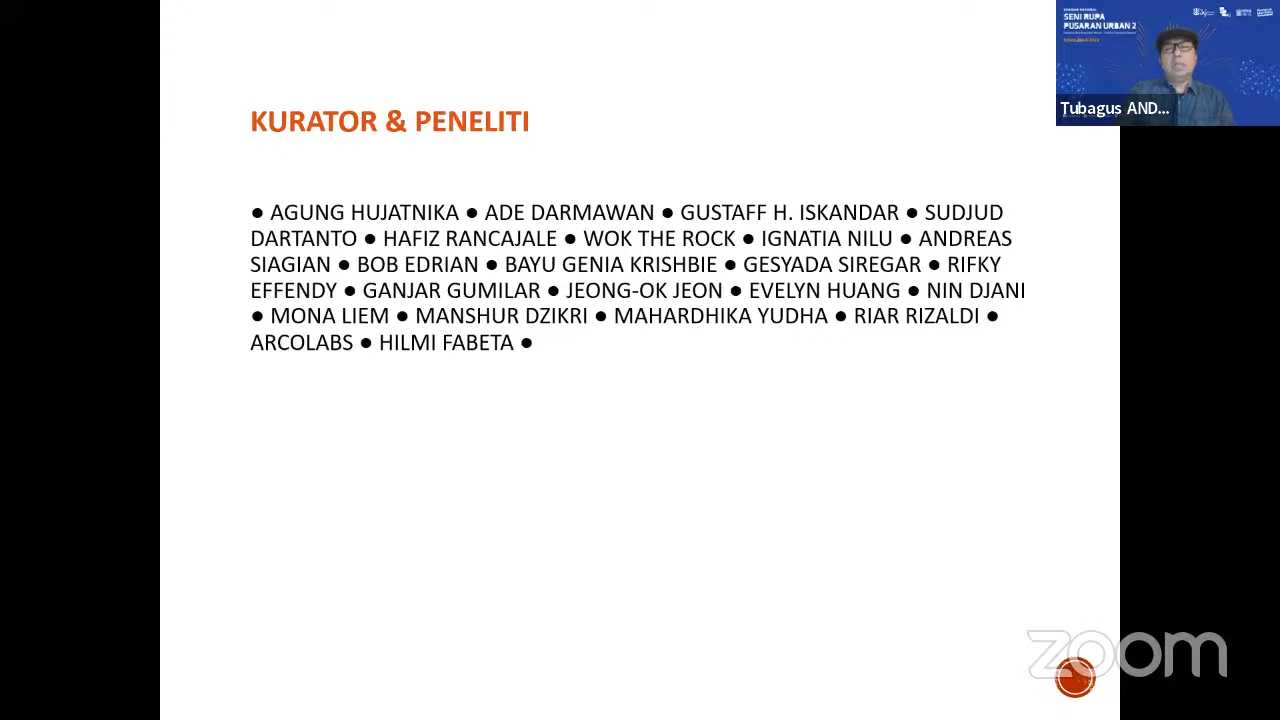 SENI RUPA
PUSARAN URBAN 2
Tubagus AND...
KURATOR & PENELITI
● AGUNG HUJATNIKA ● ADE DARMAWAN ● GUSTAFF H. ISKANDAR ● SUDJUD
DARTANTO ● HAFIZ RANCAJALE ● WOK THE ROCK ● IGNATIA NILU ● ANDREAS
SIAGIAN ● BOB EDRIAN ● BAYU GENIA KRISHBIE ● GESYADA SIREGAR ● RIFKY
EFFENDY ● GANJAR GUMILAR ● JEONG-OK JEON ● EVELYN HUANG ● NIN DJANI
● MONA LIEM ● MANSHUR DZIKRI ● MAHARDHIKA YUDHA ● RIAR RIZALDI ●
ARCOLABS ● HILMI FABETA ●
zoom